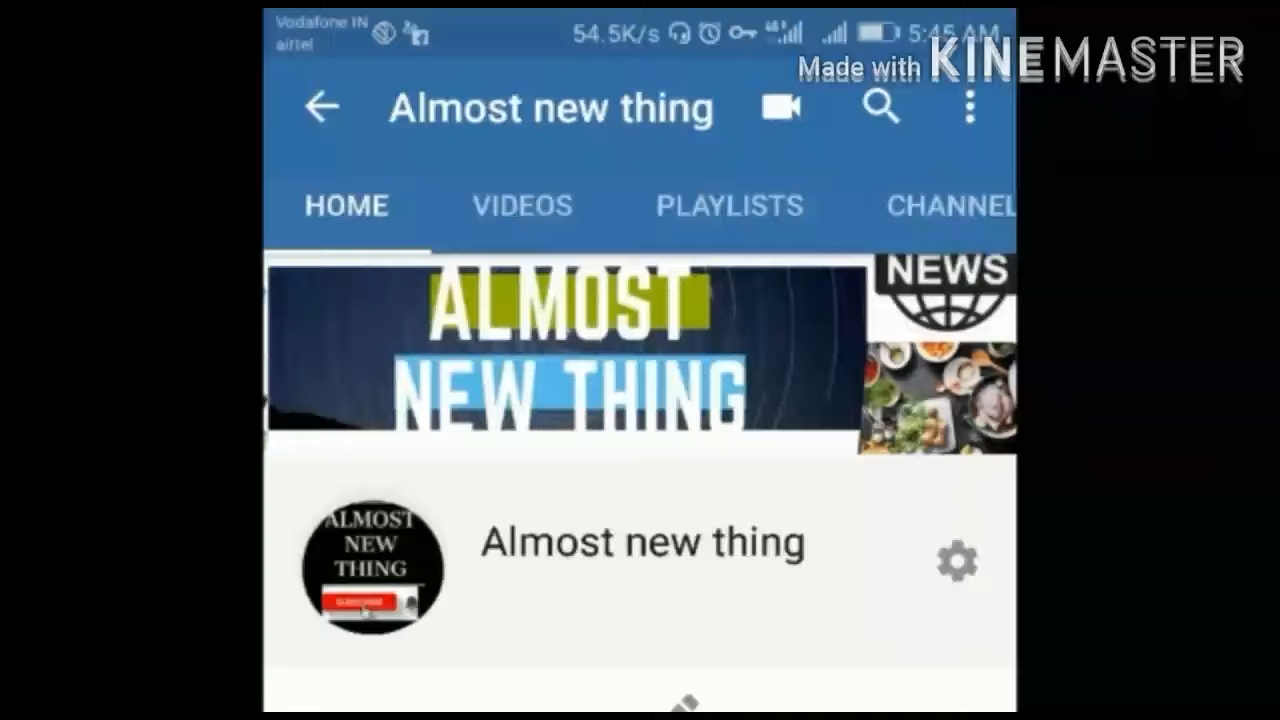 Vodafone IN
airtel
54.5K/s
5:45 AM
Made with KINEMASTER
Almost new thing
HOME
VIDEOS
PLAYLISTS
CHANNEL
ALMOST
NEW THING
NEWS
ALMOST
NEW
THING
SUBSCRIBE
Almost new thing